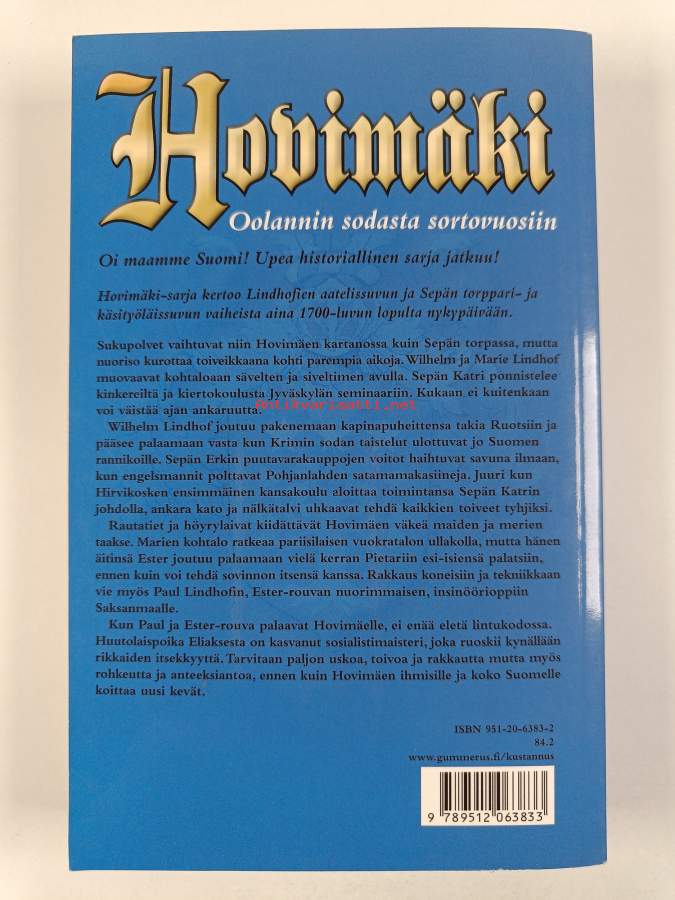 Hovimäki
Oolannin sodasta sortovuosiin
Oi maamme Suomi! Upea historiallinen sarja jatkuu!
Hovimäki-sarja kertoo Lindhofien aatelissuvun ja Sepän torppari- ja
käsityöläissuvun vaiheista aina 1700-luvun lopulta nykypäivään.
Sukupolvet vaihtuvat niin Hovimäen kartanossa kuin Sepän torpassa, mutta
nuoriso kurottaa toiveikkaana kohti parempia aikoja. Wilhelm ja Marie Lindhof
muovaavat kohtaloaan sävelten ja siveltimen avulla. Sepän Katri ponnistelee
kinkereiltä ja kiertokoulusta Jyväskylän seminaariin. Kukaan ei kuitenkaan
voi väistää ajan ankaruutta.
Antikvariaatti.net
Wilhelm Lindhof joutuu pakenemaan kapinapuheittensa takia Ruotsiin ja
pääsee palaamaan vasta kun Krimin sodan taistelut ulottuvat jo Suomen
rannikoille. Sepän Erkin puutavarakauppojen voitot haihtuvat savuna ilmaan,
kun engelsmannit polttavat Pohjanlahden satamamakasiineja. Juuri kun
Hirvikosken ensimmäinen kansakoulu aloittaa toimintansa Sepän Katrin
johdolla, ankara kato ja nälkätalvi uhkaavat tehdä kaikkien toiveet tyhjiksi.
Rautatiet ja höyrylaivat kiidättävät Hovimäen väkeä maiden ja merien
taakse. Marien kohtalo ratkeaa pariisilaisen vuokratalon ullakolla, mutta hänen
äitinsä Ester joutuu palaamaan vielä kerran Pietariin esi-isiensä palatsiin,
ennen kuin voi tehdä sovinnon itsensä kanssa. Rakkaus koneisiin ja tekniikkaan
vie myös Paul Lindhofin, Ester-rouvan nuorimmaisen, insinöörioppiin
Saksanmaalle.
Kun Paul ja Ester-rouva palaavat Hovimäelle, ei enää eletä lintukodossa.
Huutolaispoika Eliaksesta on kasvanut sosialistimaisteri, joka ruoskii kynällään
rikkaiden itsekkyyttä. Tarvitaan paljon uskoa, toivoa ja rakkautta mutta myös
rohkeutta ja anteeksiantoa, ennen kuin Hovimäen ihmisille ja koko Suomelle
koittaa uusi kevät.
ISBN 951-20-6383-2
84.2
www.gummerus.fi/kustannus
9 789512 063833